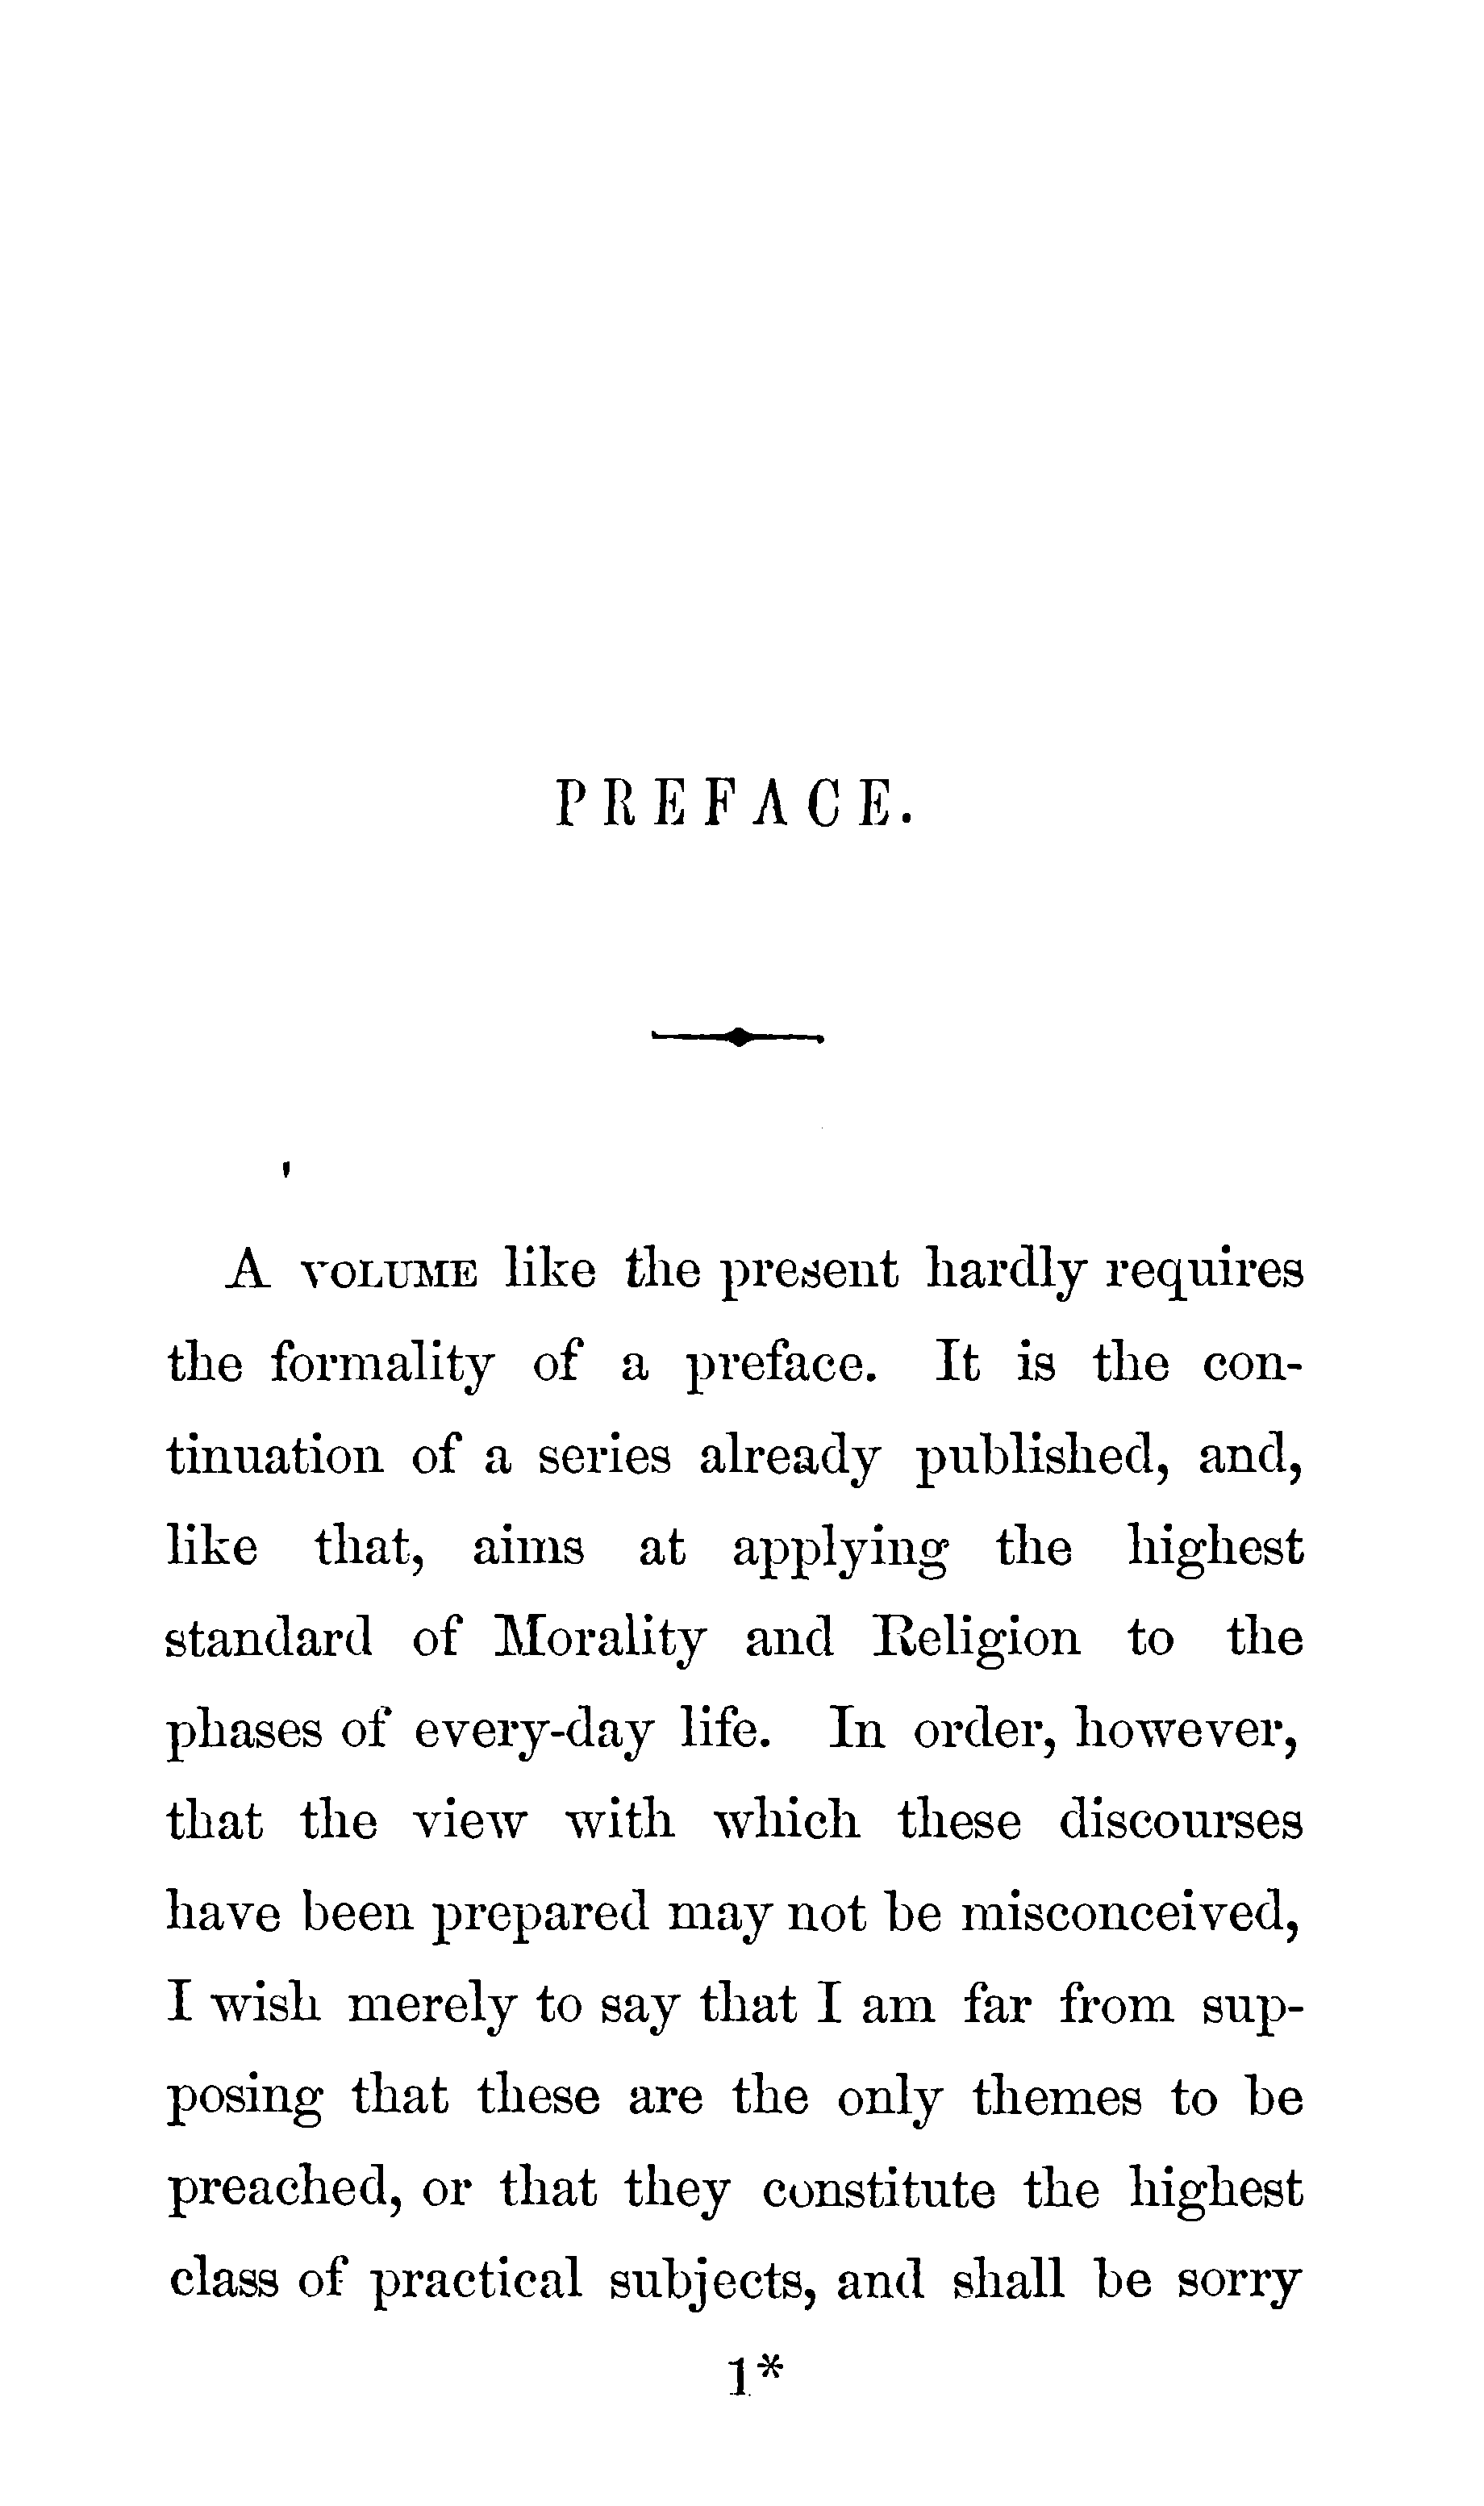 PREFACE.
A VOLUME like the present hardly requires
the formality of a preface. It is the con-
tinuation of a series already published, and,
like that, aims at applying the highest
standard of Morality and Religion to the
phases of every-day life. In order, however,
that the view with which these discourses
have been prepared may not be misconceived,
I wish merely to say that I am far from sup-
posing that these are the only themes to be
preached, or that they constitute the highest
class of practical subjects, and shall be sorry
1*